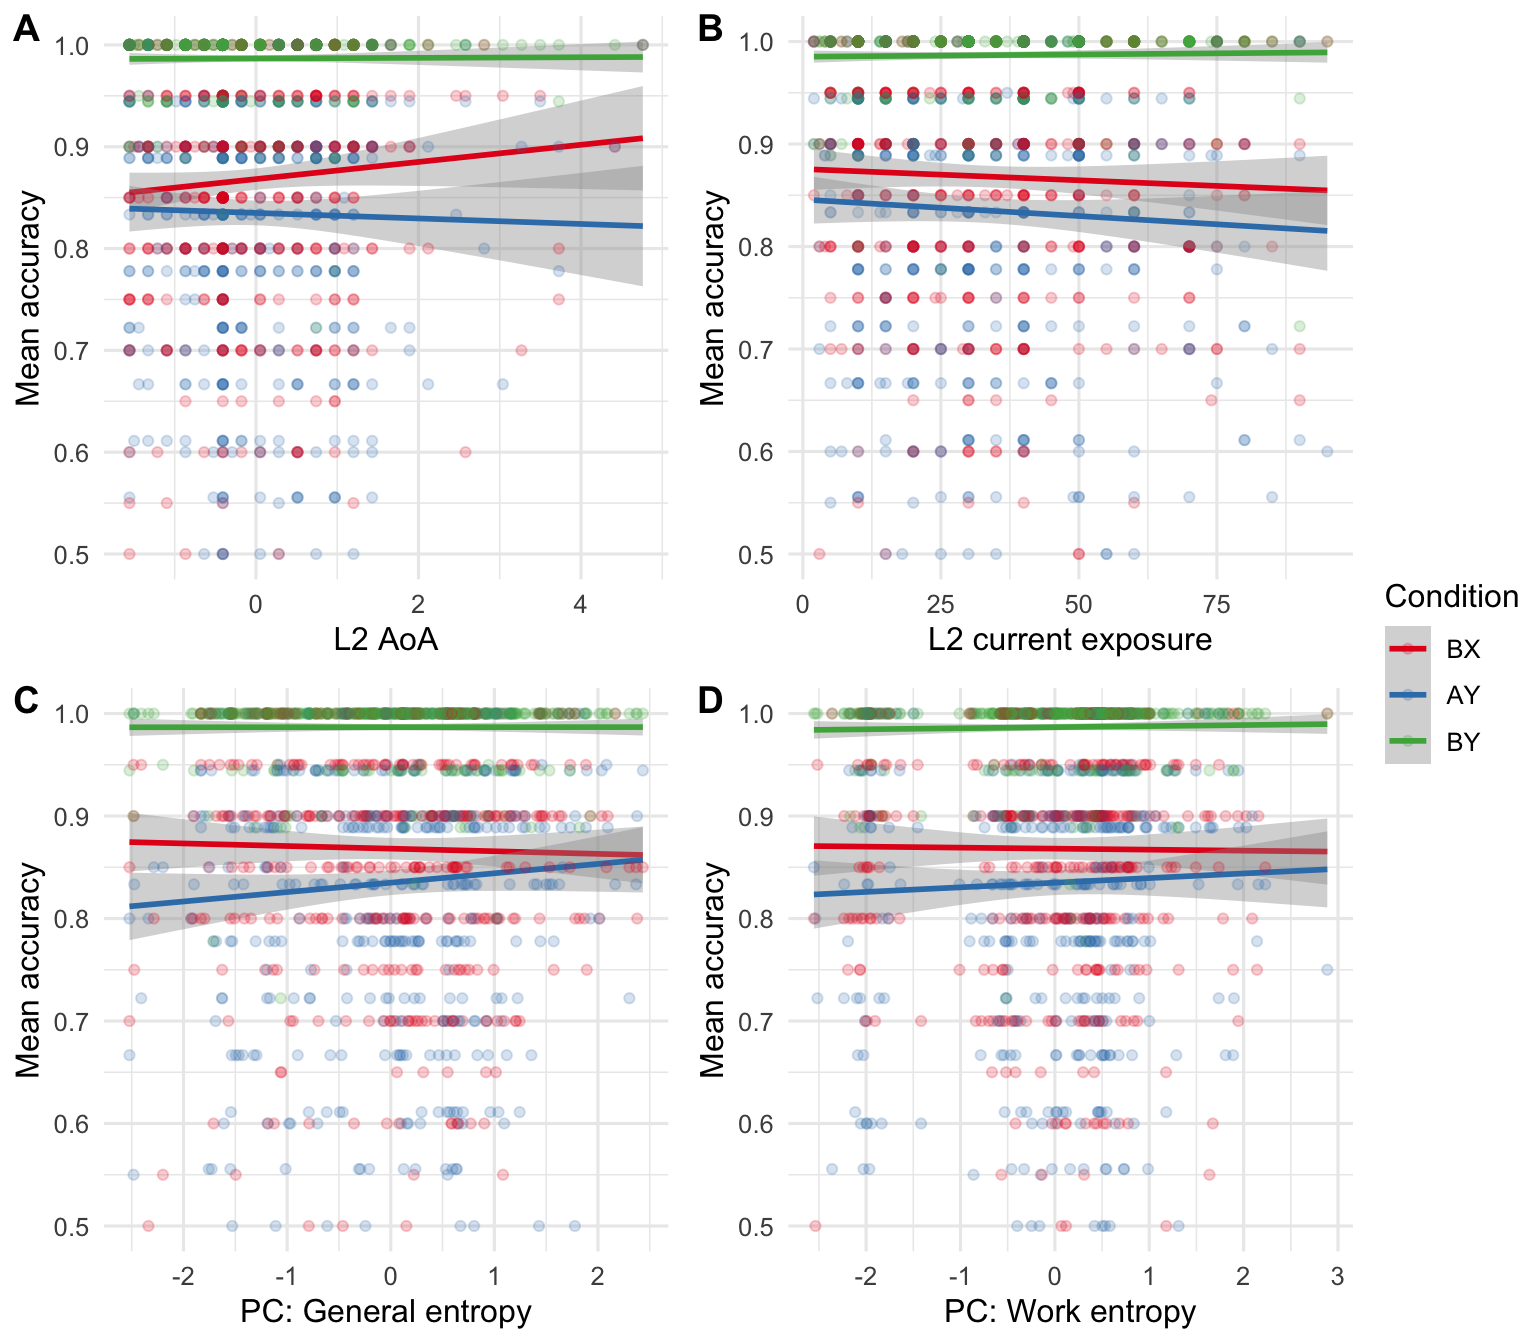 A
1.0
0.9
0.8
0.7
0.6
0.5
Mean accuracy
0 2 4
L2 AoA
B
1.0
0.9
0.8
0.7
0.6
0.5
Mean accuracy
0 25 50 75
L2 current exposure
Condition
BX
AY
BY
C
1.0
0.9
0.8
0.7
0.6
0.5
Mean accuracy
-2 -1 0 1 2
PC: General entropy
D
1.0
0.9
0.8
0.7
0.6
0.5
Mean accuracy
-2 -1 0 1 2 3
PC: Work entropy